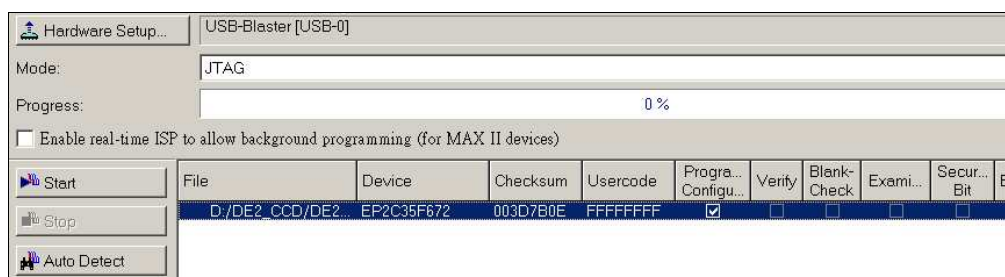 Hardware Setup... USB-Blaster [USB-0]
Mode: JTAG
Progress: 0 %
Enable real-time ISP to allow background programming (for MAX II devices)
Start
Stop
Auto Detect
File Device Checksum Usercode Progra... Configu... Verify Blank- Check Exami... Secur... Bit E
D:/DE2_CCD/DE2... EP2C35F672 003D7B0E FFFFFFFF